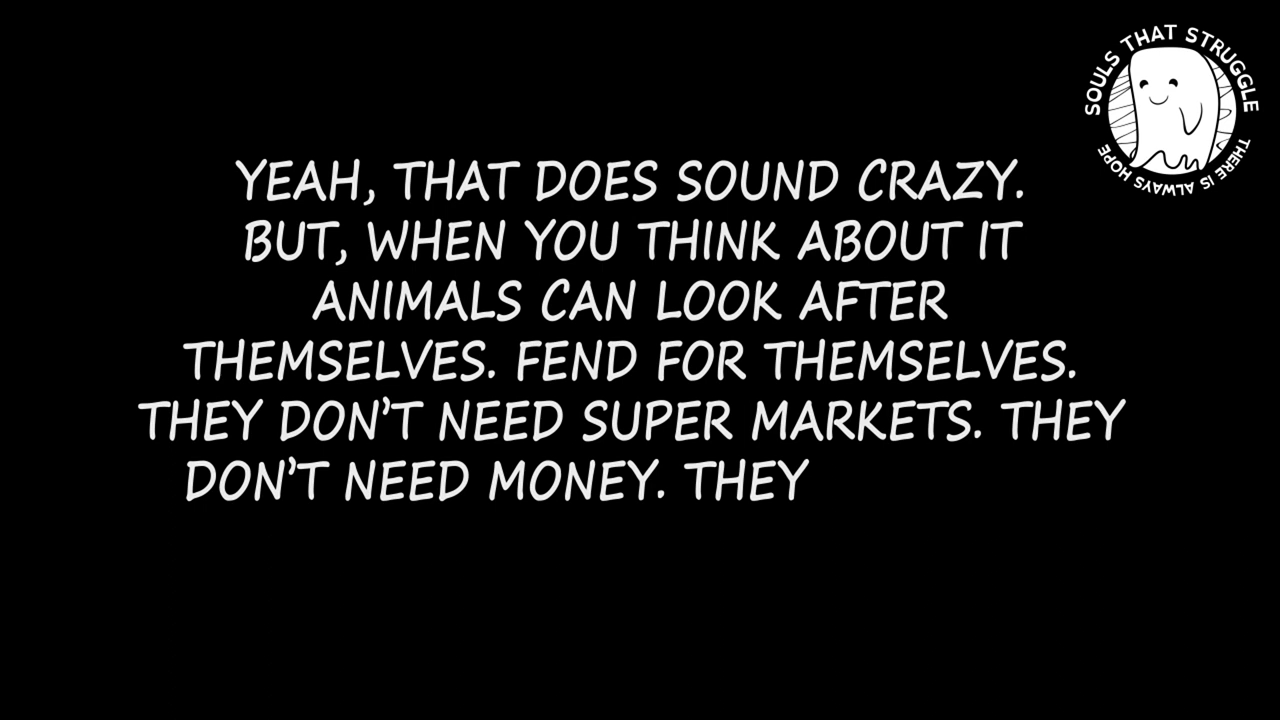 SOULS THAT STRUGGLE
THERE IS ALWAYS HOPE
YEAH, THAT DOES SOUND CRAZY.
BUT, WHEN YOU THINK ABOUT IT
ANIMALS CAN LOOK AFTER
THEMSELVES. FEND FOR THEMSELVES.
THEY DON'T NEED SUPER MARKETS. THEY
DON'T NEED MONEY. THEY